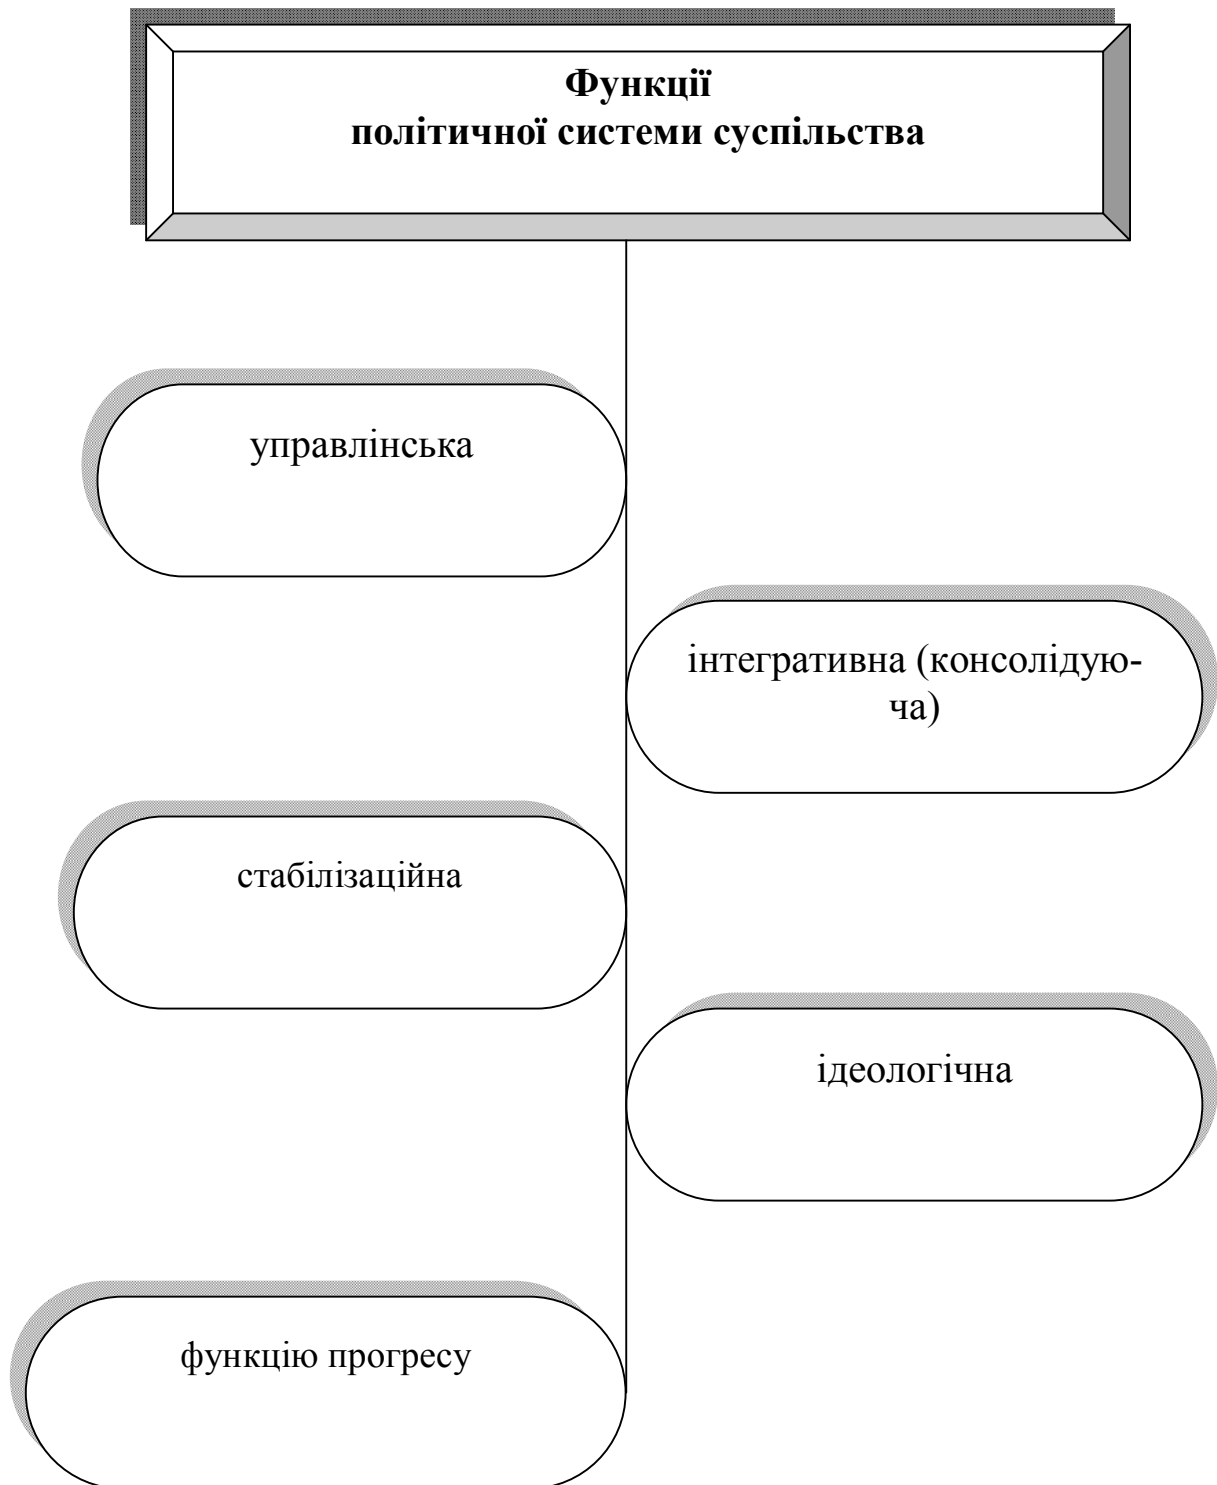 Функції
політичної системи суспільства
управлінська
інтегративна (консолідую-
ча)
стабілізаційна
ідеологічна
функцію прогресу